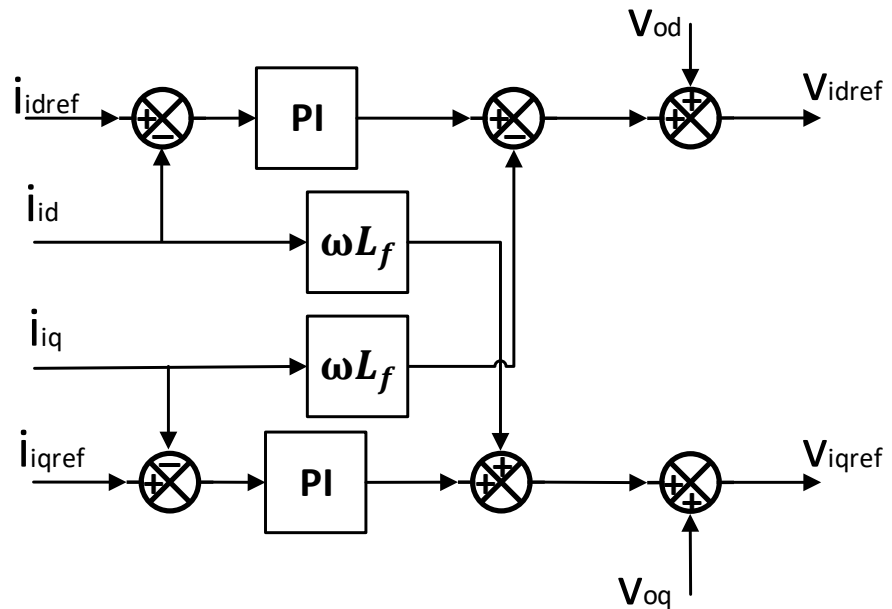 Vod
iidref
PI
Vidref
+
−
+
−
+
+
iid
ωLf
iiq
ωLf
iiqref
−
+
PI
+
+
+
+
Viqref
Voq